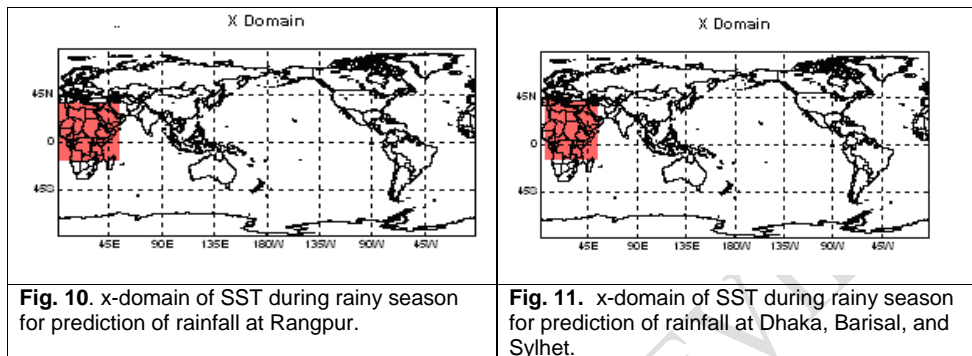 X Domain
45N
0
45S
45E 90E 135E 180W 135W 90W 45W
Fig. 10. x-domain of SST during rainy season
for prediction of rainfall at Rangpur.
X Domain
45N
0
45S
45E 90E 135E 180W 135W 90W 45W
Fig. 11. x-domain of SST during rainy season
for prediction of rainfall at Dhaka, Barisal, and
Sylhet.